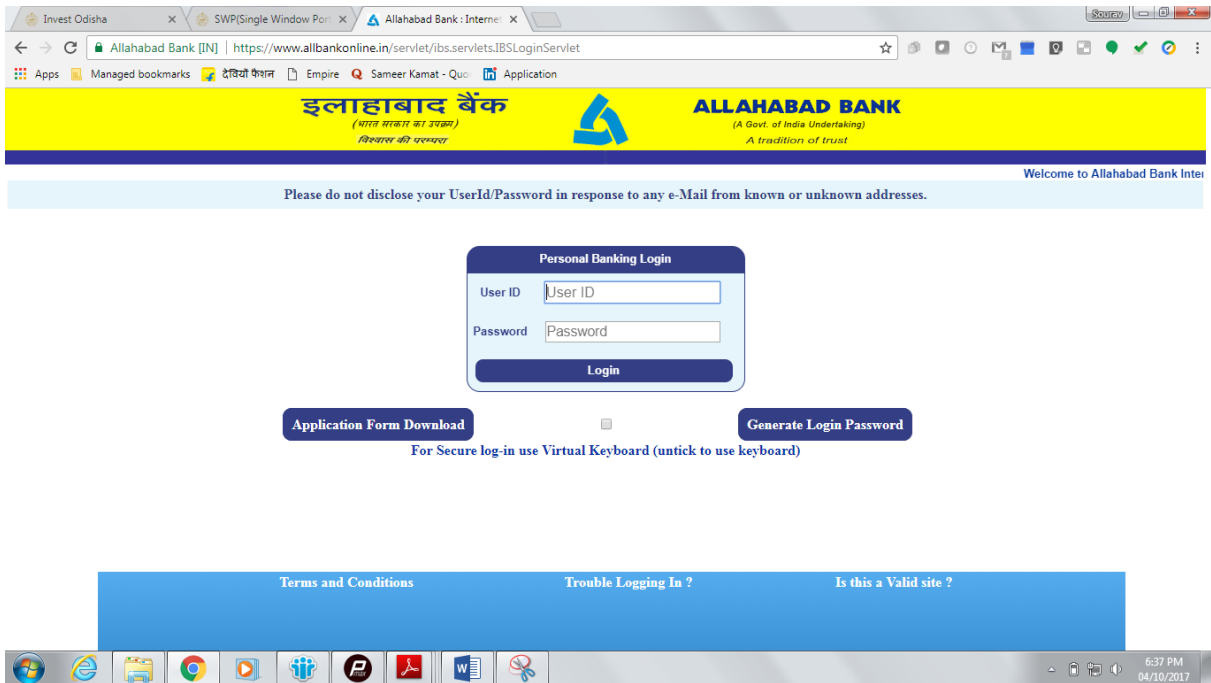 Invest Odisha
SWP(Single Window Por
Allahabad Bank : Internet
Sourav
Allahabad Bank [IN] | https://www.allbankonline.in/servlet/ibs.servlets.IBSLoginServlet
Apps Managed bookmarks देवियाँ फैशन Empire Sameer Kamat - Quo Application
इलाहाबाद बैंक
(भारत सरकार का उपक्रम)
विश्वास की परम्परा
ALLAHABAD BANK
(A Govt. of India Undertaking)
A tradition of trust
Welcome to Allahabad Bank Inter
Please do not disclose your UserId/Password in response to any e-Mail from known or unknown addresses.
Personal Banking Login
User ID User ID
Password Password
Login
Application Form Download
Generate Login Password
For Secure log-in use Virtual Keyboard (untick to use keyboard)
Terms and Conditions Trouble Logging In ? Is this a Valid site ?
6:37 PM
04/10/2017